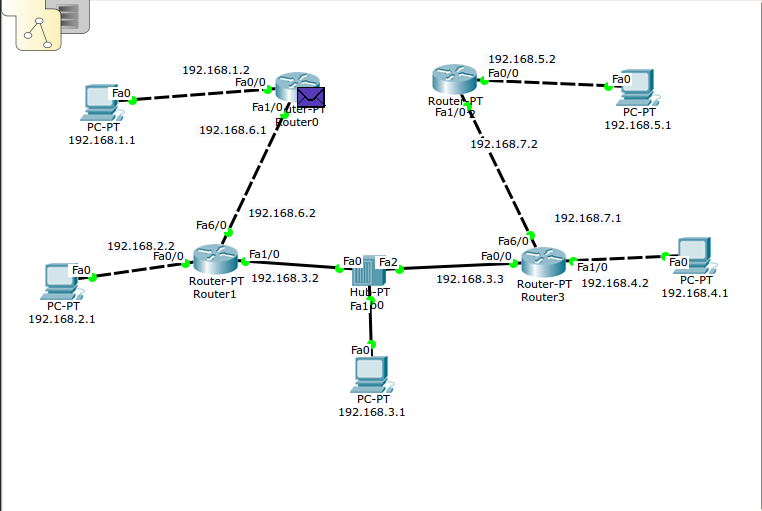 192.168.1.2
Fa0/0
Fa0
PC-PT
192.168.1.1
Fa1/0
uter-PT
Router0
192.168.6.1
192.168.5.2
Fa0/0
Router-PT
Fa1/0
Fa0
PC-PT
192.168.5.1
192.168.7.2
192.168.6.2
Fa6/0
192.168.2.2
Fa0/0
Fa0
PC-PT
192.168.2.1
Fa1/0
Router-PT
Router1
192.168.3.2
Fa0
Fa2
Hub-PT
Fa1
b0
Fa0
PC-PT
192.168.3.1
192.168.7.1
Fa6/0
Fa0/0
192.168.3.3
Router-PT
Router3
Fa1/0
192.168.4.2
Fa0
PC-PT
192.168.4.1